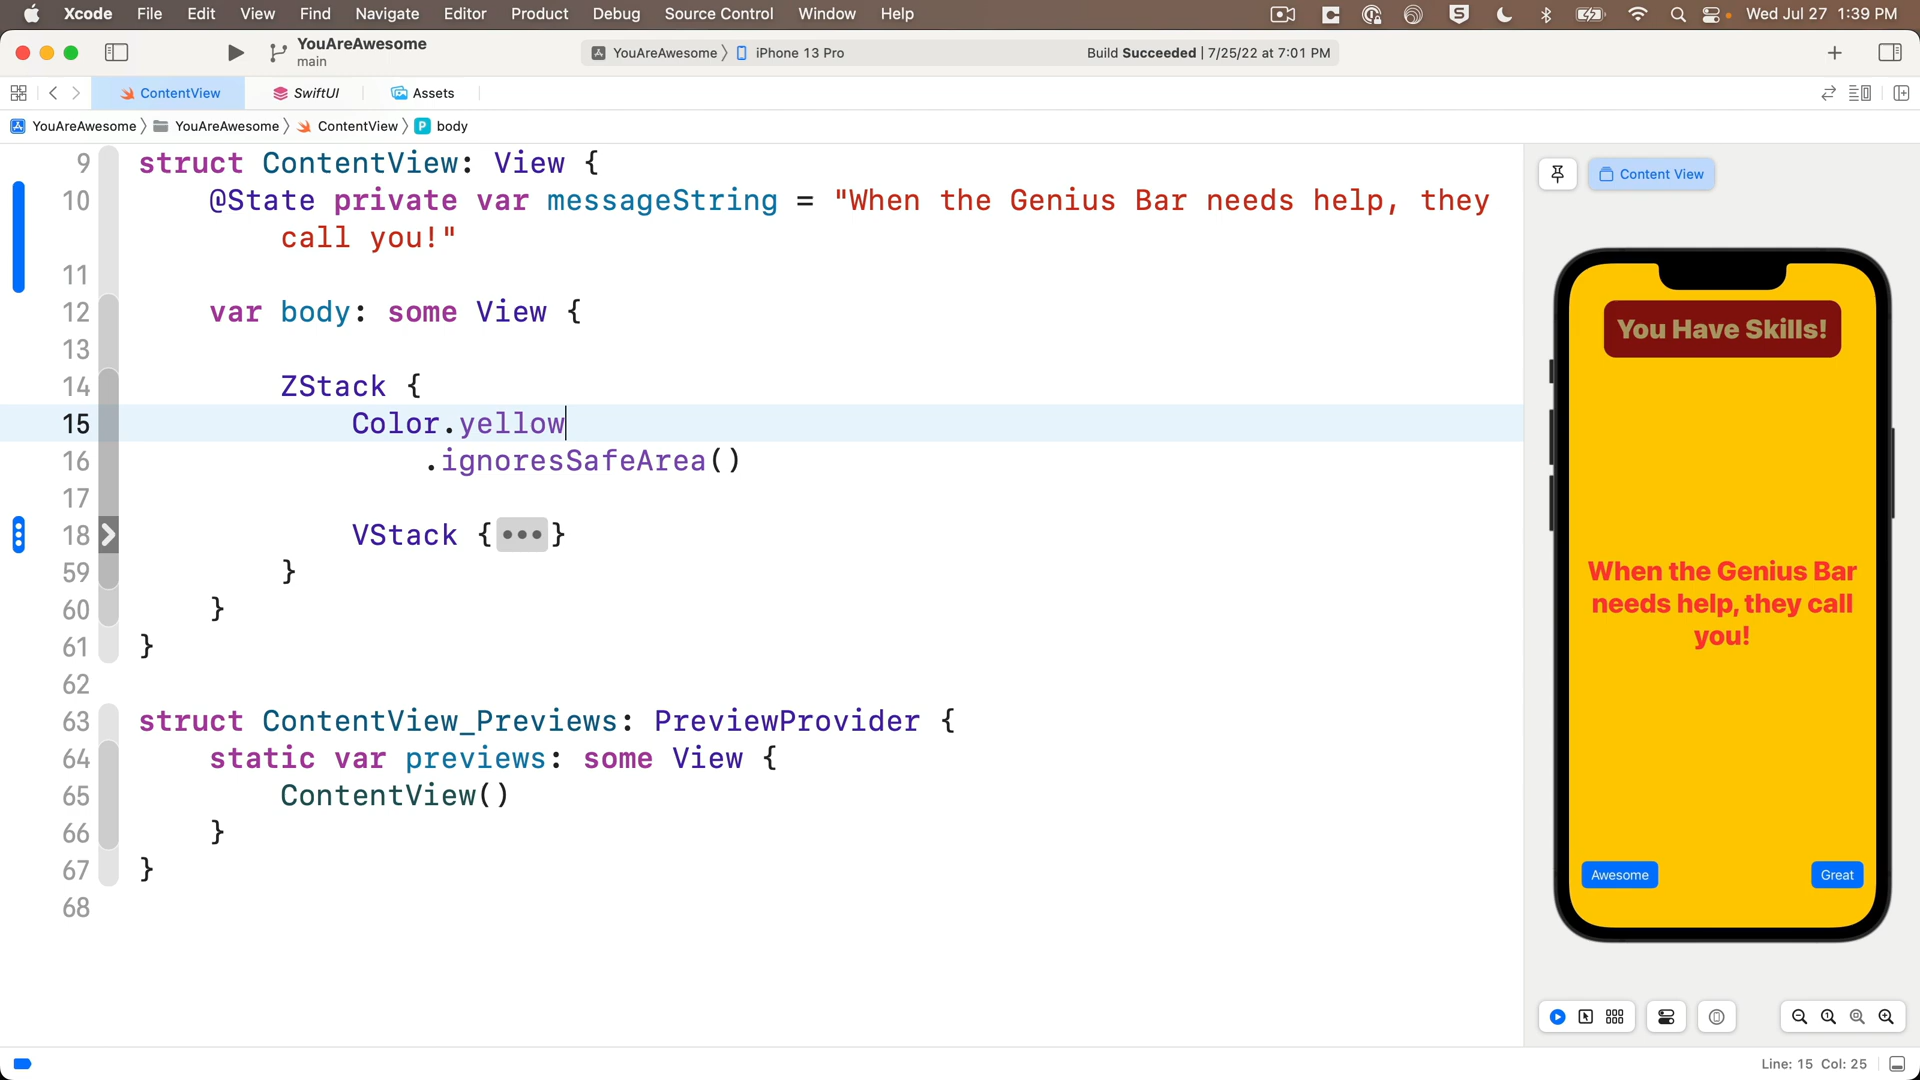 Xcode File Edit View Find Navigate Editor Product Debug Source Control Window Help Wed Jul 27 1:39 PM
YouAreAwesome
main
YouAreAwesome 〉 iPhone 13 Pro
Build Succeeded | 7/25/22 at 7:01 PM
ContentView SwiftUI Assets
YouAreAwesome 〉 YouAreAwesome 〉 ContentView 〉 P body
9 struct ContentView: View {
10 @State private var messageString = "When the Genius Bar needs help, they
call you!"
11
12 var body: some View {
13
14 ZStack {
15 Color.yellow
16 .ignoresSafeArea()
17
18 VStack {•••}
59 }
60 }
61 }
62
63 struct ContentView_Previews: PreviewProvider {
64 static var previews: some View {
65 ContentView()
66 }
67 }
68
Content View
You Have Skills!
When the Genius Bar
needs help, they call
you!
Awesome Great
Line: 15 Col: 25